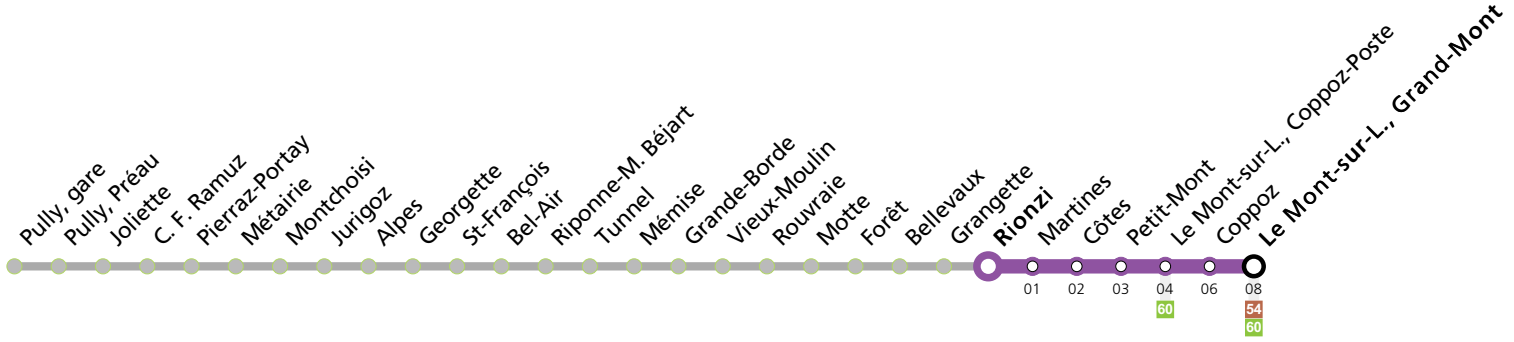 Pully, gare
Pully, Préau
Joliette
C. F. Ramuz
Pierraz-Portay
Métairie
Montchoisi
Jurigoz
Alpes
Georgette
St-François
Bel-Air
Riponne-M. Béjart
Tunnel
Mémise
Grande-Borde
Vieux-Moulin
Rouvraie
Motte
Forêt
Bellevaux
Grangette
Rionzi
Martines
Côtes
Petit-Mont
Le Mont-sur-L., Coppoz-Poste
Coppoz
Le Mont-sur-L., Grand-Mont
01 02 03 04 06 08
60 54
60